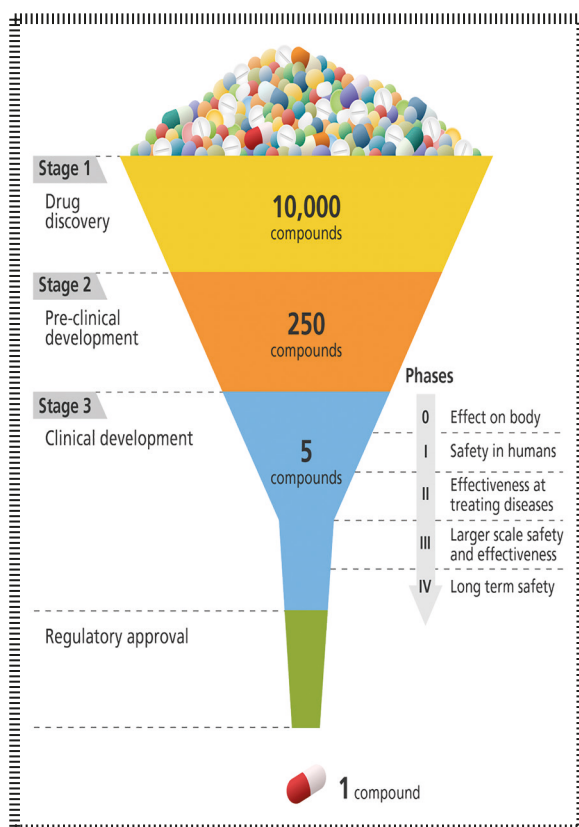 Stage 1
Drug
discovery
10,000
compounds
Stage 2
Pre-clinical
development
250
compounds
Stage 3
Clinical development
5
compounds
Phases
0 Effect on body
I Safety in humans
II Effectiveness at
treating diseases
III Larger scale safety
and effectiveness
IV Long term safety
Regulatory approval
1 compound